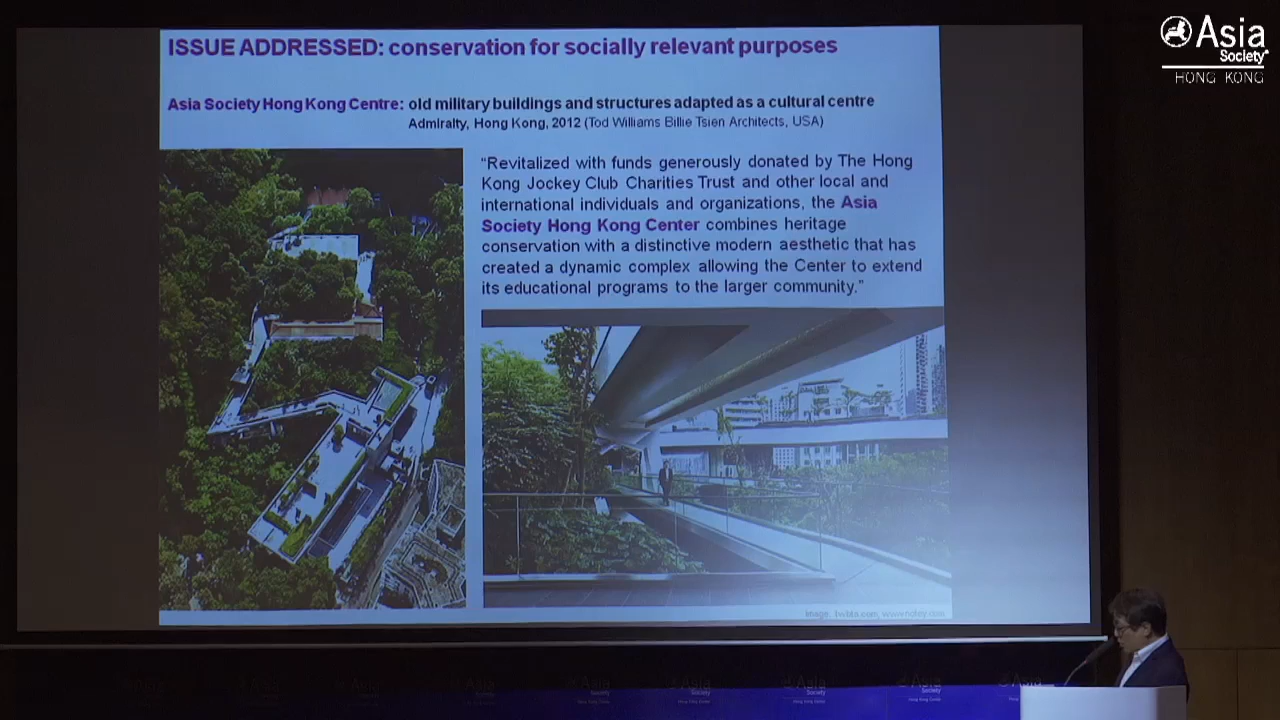 ISSUE ADDRESSED: conservation for socially relevant purposes
Asia Society Hong Kong Centre: old military buildings and structures adapted as a cultural centre
Admiralty, Hong Kong, 2012 (Tod Williams Billie Tsien Architects, USA)
“Revitalized with funds generously donated by The Hong
Kong Jockey Club Charities Trust and other local and
international individuals and organizations, the Asia
Society Hong Kong Center combines heritage
conservation with a distinctive modern aesthetic that has
created a dynamic complex allowing the Center to extend
its educational programs to the larger community.”
Asia
Society
HONG KONG